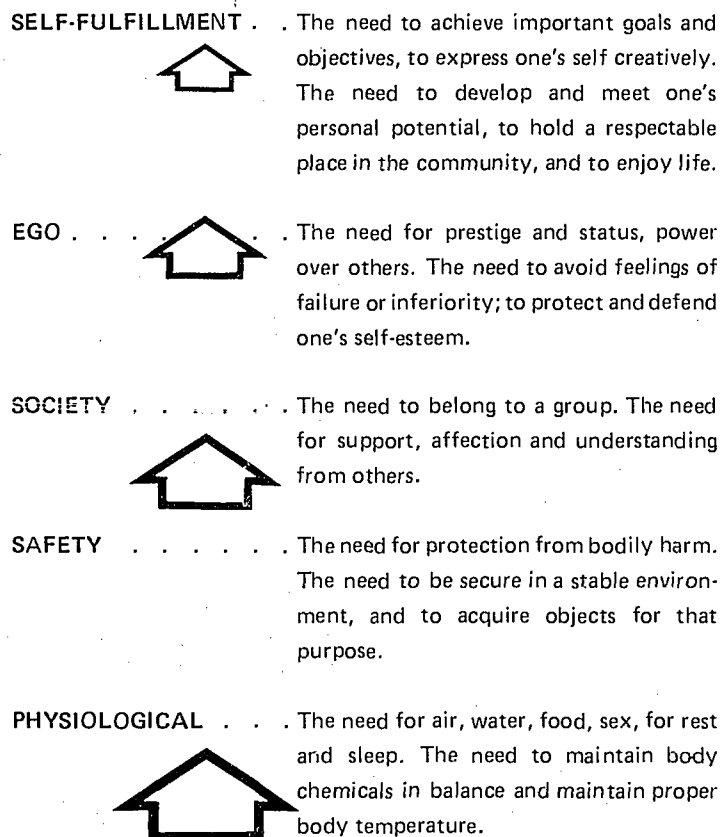 SELF-FULFILLMENT . . The need to achieve important goals and
objectives, to express one's self creatively.
The need to develop and meet one's
personal potential, to hold a respectable
place in the community, and to enjoy life.
EGO . . . . . . . The need for prestige and status, power
over others. The need to avoid feelings of
failure or inferiority; to protect and defend
one's self-esteem.
SOCIETY . . . . . . The need to belong to a group. The need
for support, affection and understanding
from others.
SAFETY . . . . . . The need for protection from bodily harm.
The need to be secure in a stable environ-
ment, and to acquire objects for that
purpose.
PHYSIOLOGICAL . . . The need for air, water, food, sex, for rest
and sleep. The need to maintain body
chemicals in balance and maintain proper
body temperature.